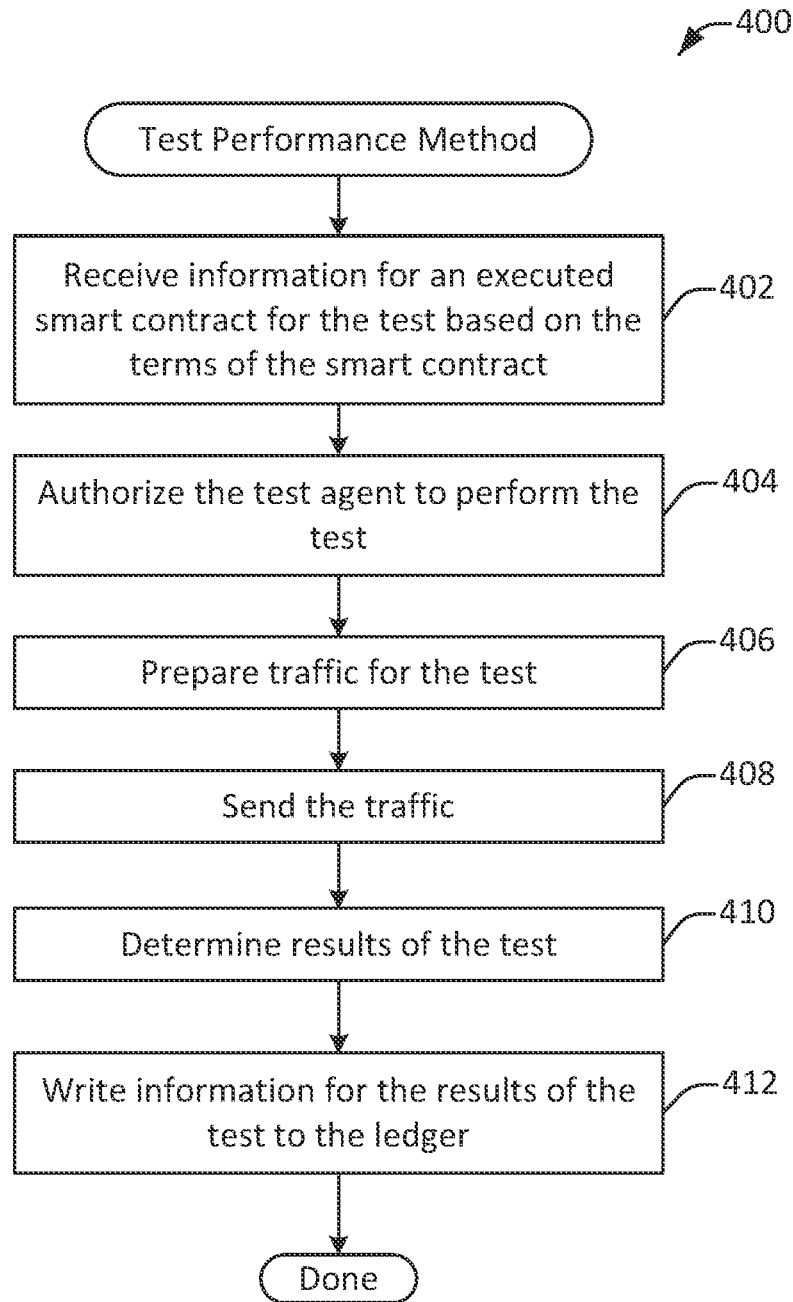 400
Test Performance Method
Receive information for an executed
smart contract for the test based on the
terms of the smart contract
402
Authorize the test agent to perform the
test
404
Prepare traffic for the test
406
Send the traffic
408
Determine results of the test
410
Write information for the results of the
test to the ledger
412
Done